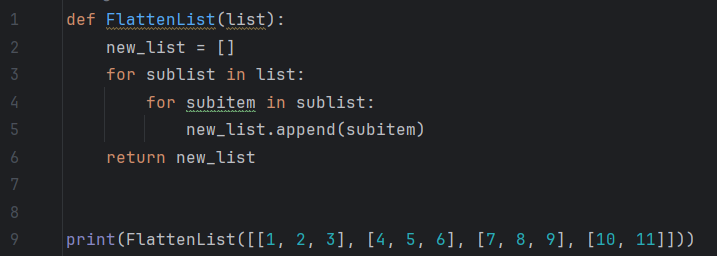 1 def FlattenList(list):
2 new_list = []
3 for sublist in list:
4 for subitem in sublist:
5 new_list.append(subitem)
6 return new_list
7
8
9 print(FlattenList([[1, 2, 3], [4, 5, 6], [7, 8, 9], [10, 11]]))